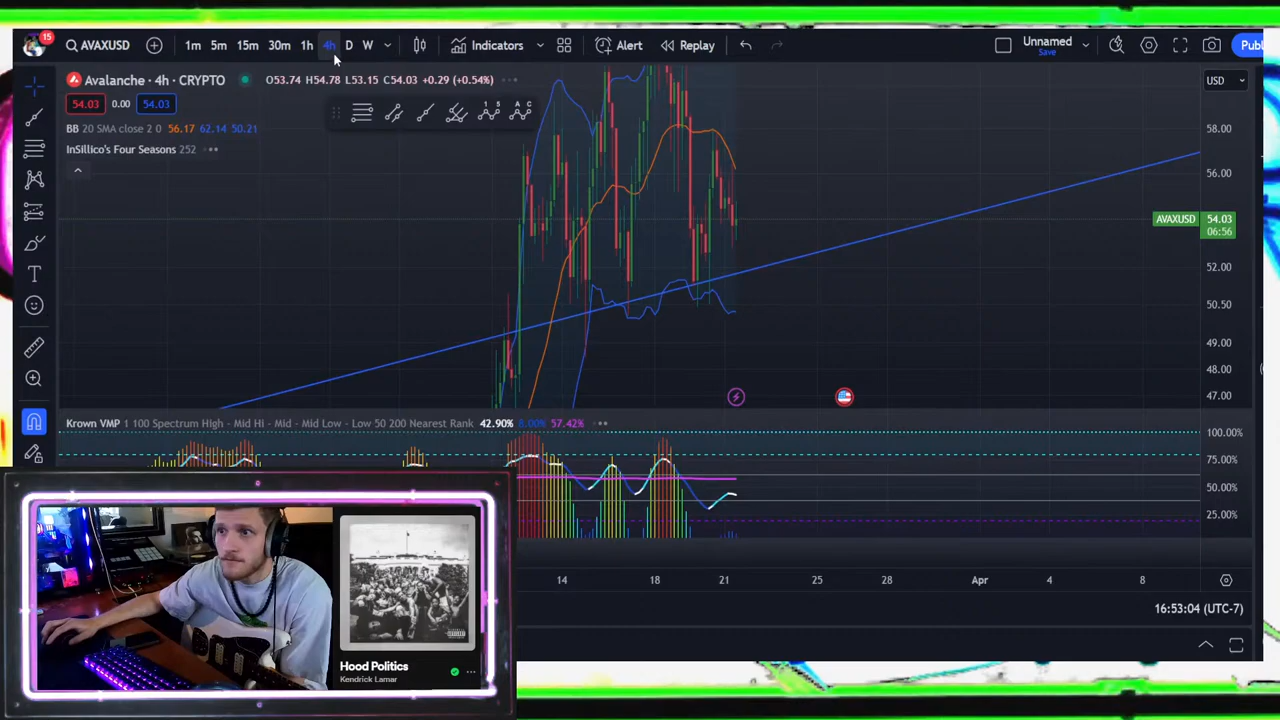 15
AVAXUSD
1m 5m 15m 30m 1h 4h D W
Indicators
Alert
Replay
Unnamed
Save
Publ
Avalanche · 4h · CRYPTO
O53.74 H54.78 L53.15 C54.03 +0.29 (+0.54%)
USD
54.03 0.00 54.03
1 5
A C
BB 20 SMA close 2 0 56.17 62.14 50.21
InSillico's Four Seasons 252
58.00
56.00
AVAXUSD 54.03
06:56
52.00
50.50
49.00
48.00
47.00
Krown VMP 1 100 Spectrum High - Mid Hi - Mid - Mid Low - Low 50 200 Nearest Rank 42.90% 8.00% 57.42%
100.00%
75.00%
50.00%
25.00%
14 18 21 25 28 Apr 4 8
16:53:04 (UTC-7)
Hood Politics
Kendrick Lamar